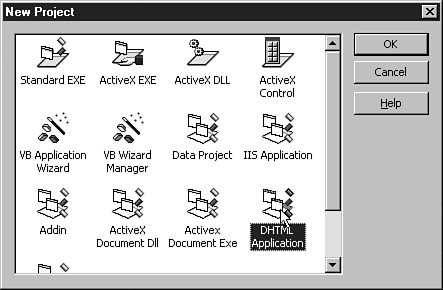 New Project
Standard EXE
ActiveX EXE
ActiveX DLL
ActiveX
Control
OK
Cancel
Help
VB Application
Wizard
VB Wizard
Manager
Data Project
IIS Application
Addin
ActiveX
Document Dll
Activex
Document Exe
DHTML
Application